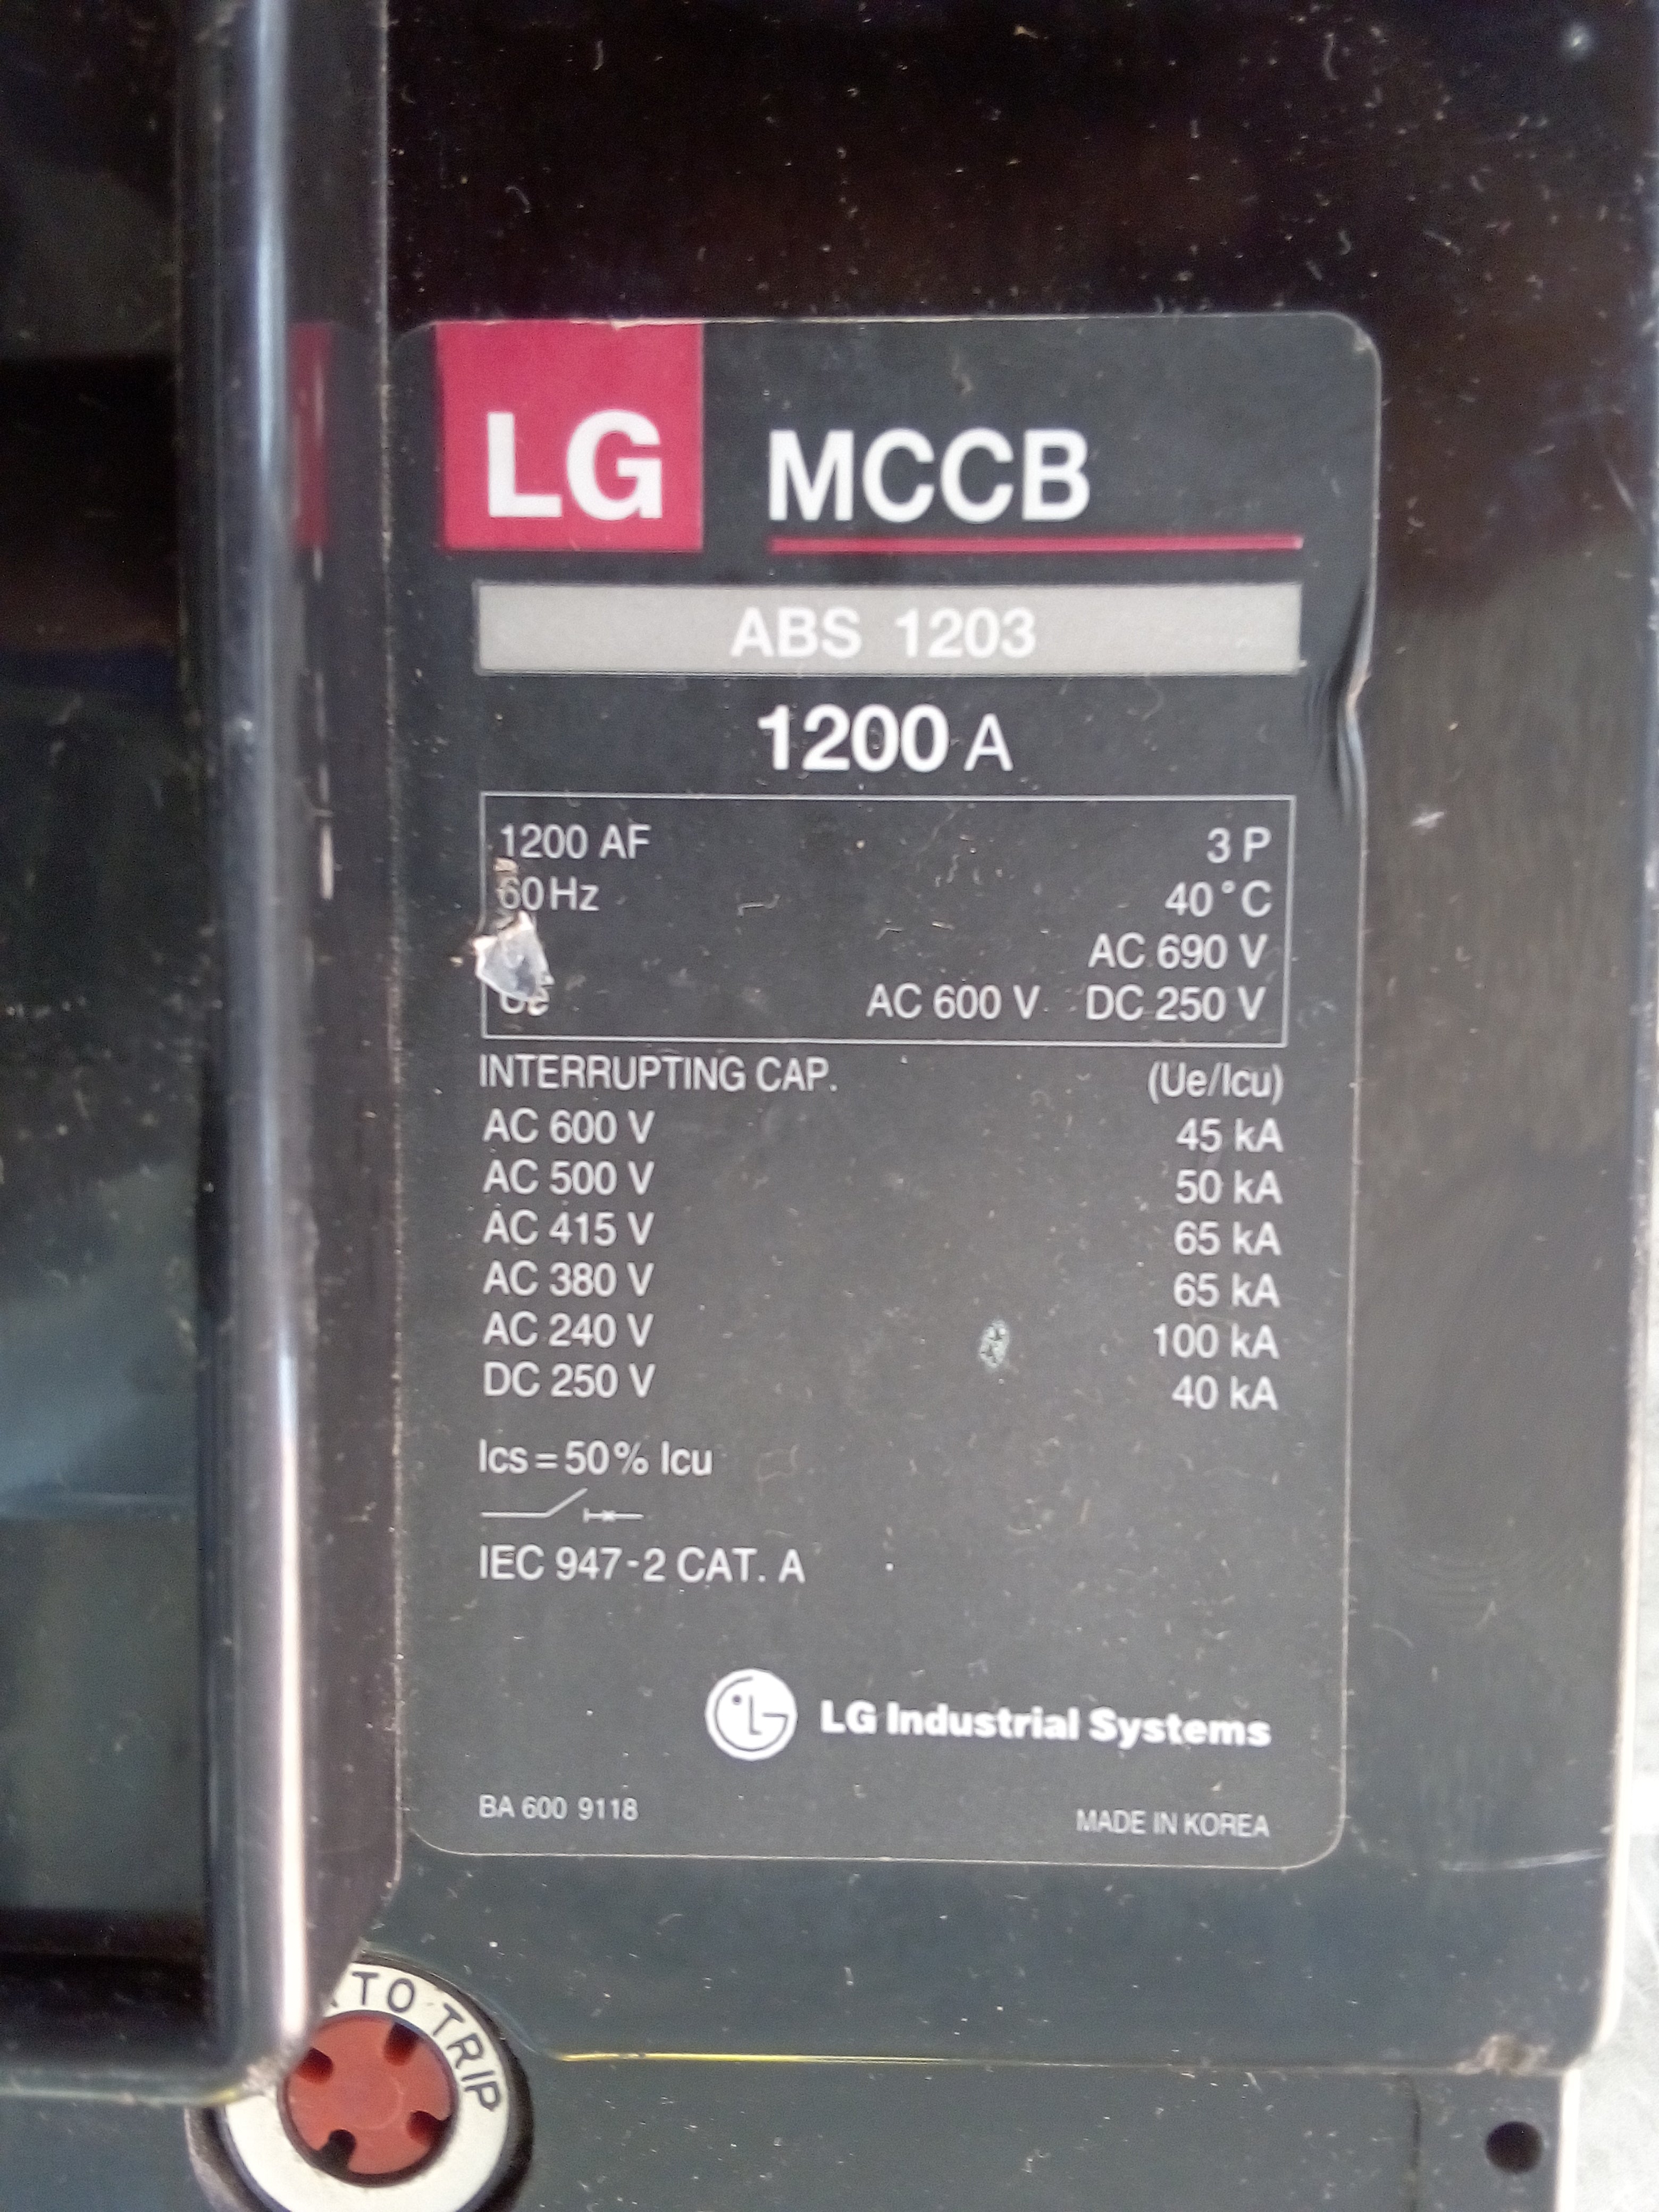 LG MCCB
ABS 1203
1200 A
1200 AF 3 P
60 Hz 40°C
AC 690 V
Ue AC 600 V DC 250 V
INTERRUPTING CAP. (Ue/Icu)
AC 600 V 45 kA
AC 500 V 50 kA
AC 415 V 65 kA
AC 380 V 65 kA
AC 240 V 100 kA
DC 250 V 40 kA
Ics = 50% Icu
IEC 947-2 CAT. A
LG Industrial Systems
BA 600 9118 MADE IN KOREA
TO TRIP